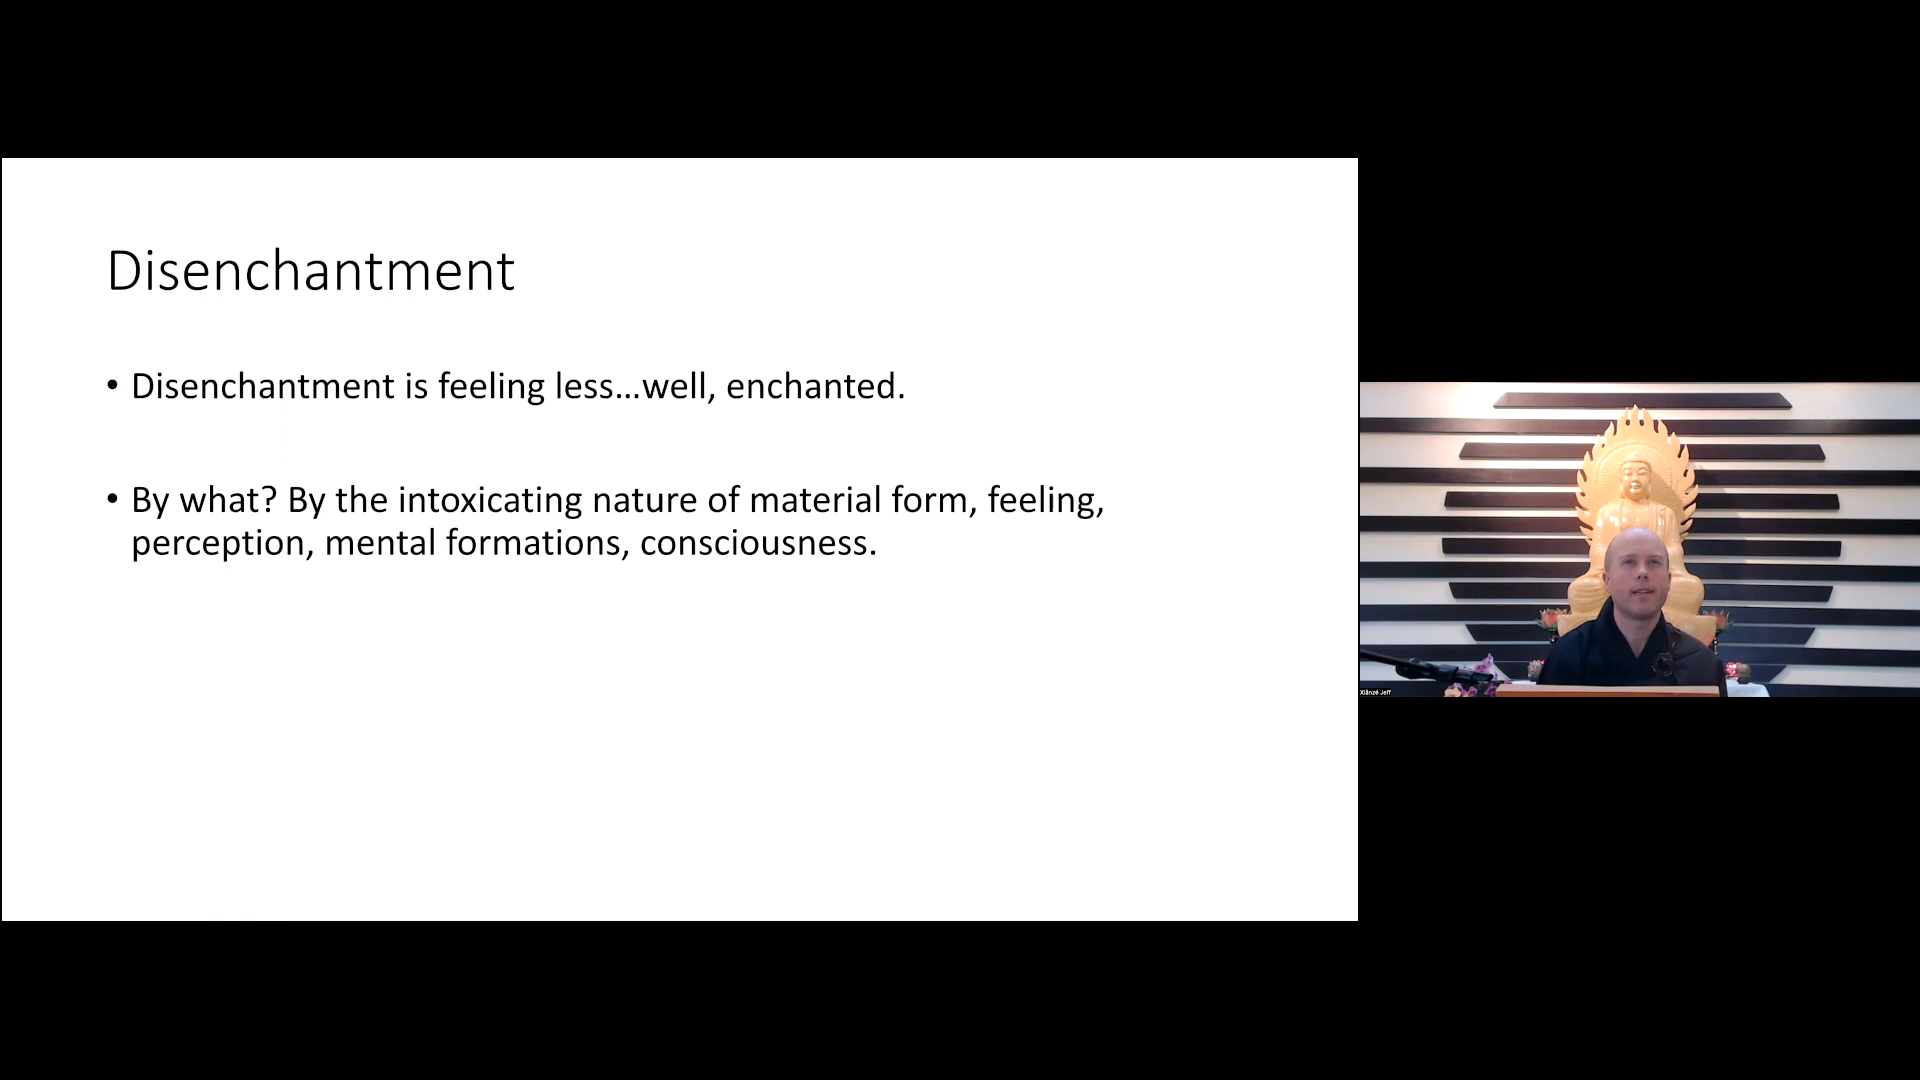 Disenchantment
• Disenchantment is feeling less…well, enchanted.
• By what? By the intoxicating nature of material form, feeling,
perception, mental formations, consciousness.
Xiánzé Jeff